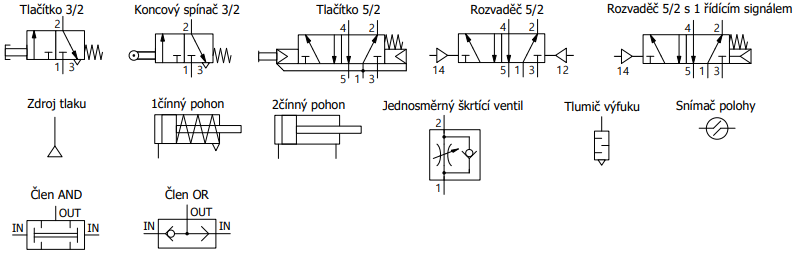 Tlačítko 3/2 Koncový spínač 3/2 Tlačítko 5/2 Rozvaděč 5/2 Rozvaděč 5/2 s 1 řídícím signálem
2 2 4 2 4 2 4 2
1 3 1 3 5 1 3 14 5 1 3 12 14 5 1 3
Zdroj tlaku 1činný pohon 2činný pohon Jednosměrný škrtící ventil Tlumič výfuku Snímač polohy
2
1
Člen AND Člen OR
OUT OUT
IN IN IN IN